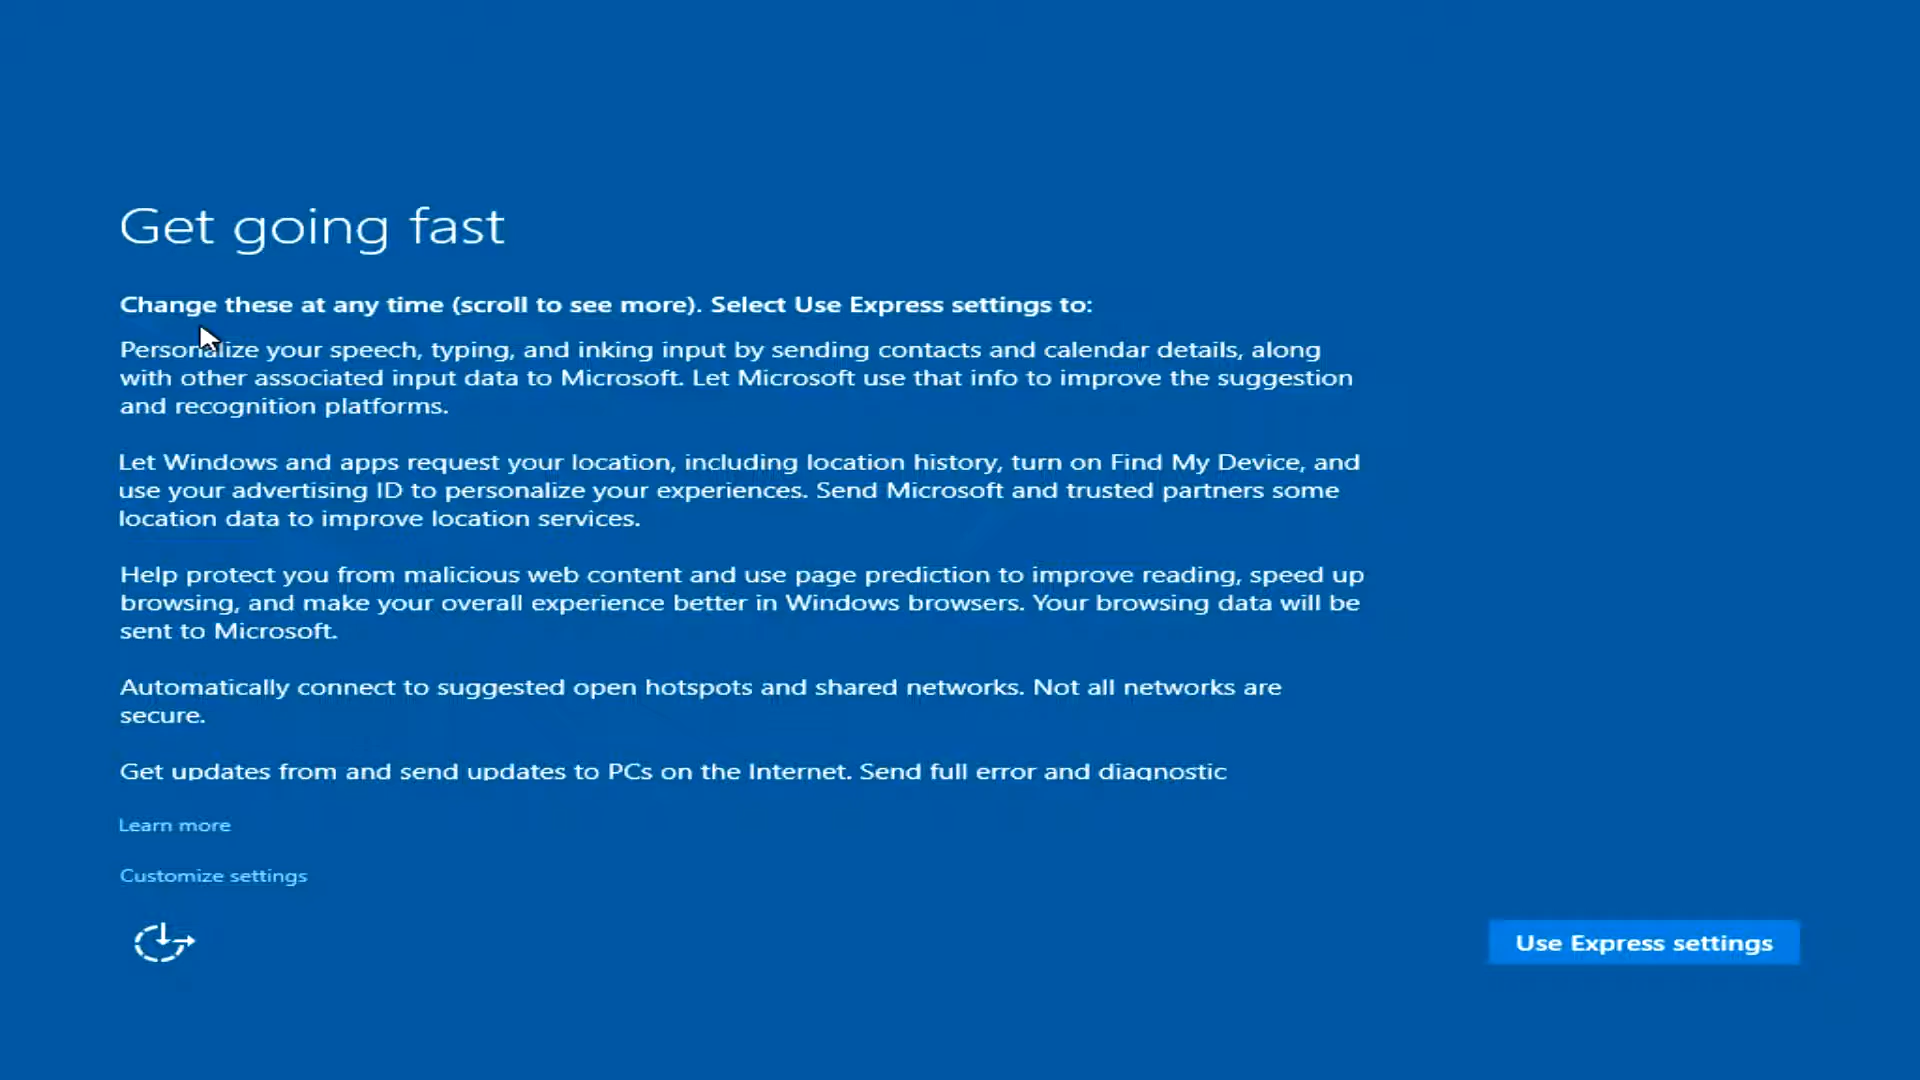 Get going fast
Change these at any time (scroll to see more). Select Use Express settings to:
Personalize your speech, typing, and inking input by sending contacts and calendar details, along
with other associated input data to Microsoft. Let Microsoft use that info to improve the suggestion
and recognition platforms.
Let Windows and apps request your location, including location history, turn on Find My Device, and
use your advertising ID to personalize your experiences. Send Microsoft and trusted partners some
location data to improve location services.
Help protect you from malicious web content and use page prediction to improve reading, speed up
browsing, and make your overall experience better in Windows browsers. Your browsing data will be
sent to Microsoft.
Automatically connect to suggested open hotspots and shared networks. Not all networks are
secure.
Get updates from and send updates to PCs on the Internet. Send full error and diagnostic
Learn more
Customize settings
Use Express settings